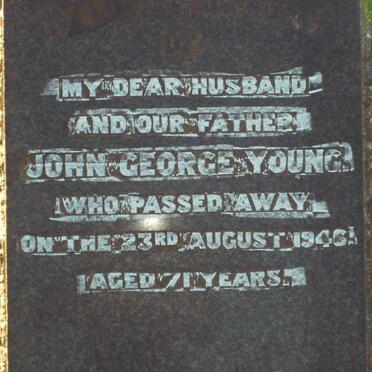 MY DEAR HUSBAND
AND OUR FATHER
JOHN GEORGE YOUNG
WHO PASSED AWAY
ON THE 23RD AUGUST 1946
AGED 71 YEARS.